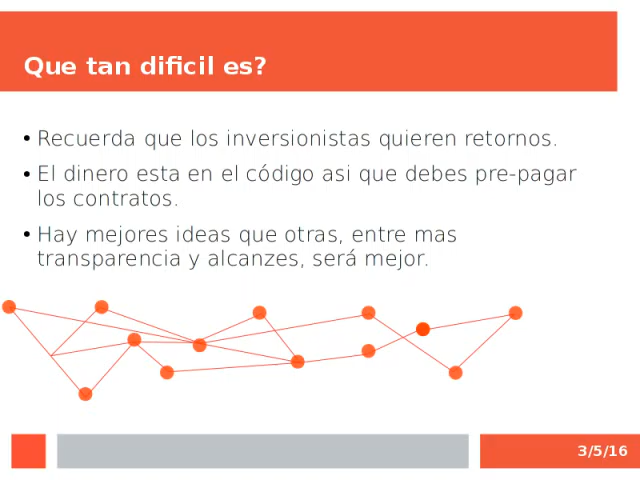 Que tan dificil es?
• Recuerda que los inversionistas quieren retornos.
• El dinero esta en el código asi que debes pre-pagar
los contratos.
• Hay mejores ideas que otras, entre mas
transparencia y alcanzes, será mejor.
3/5/16